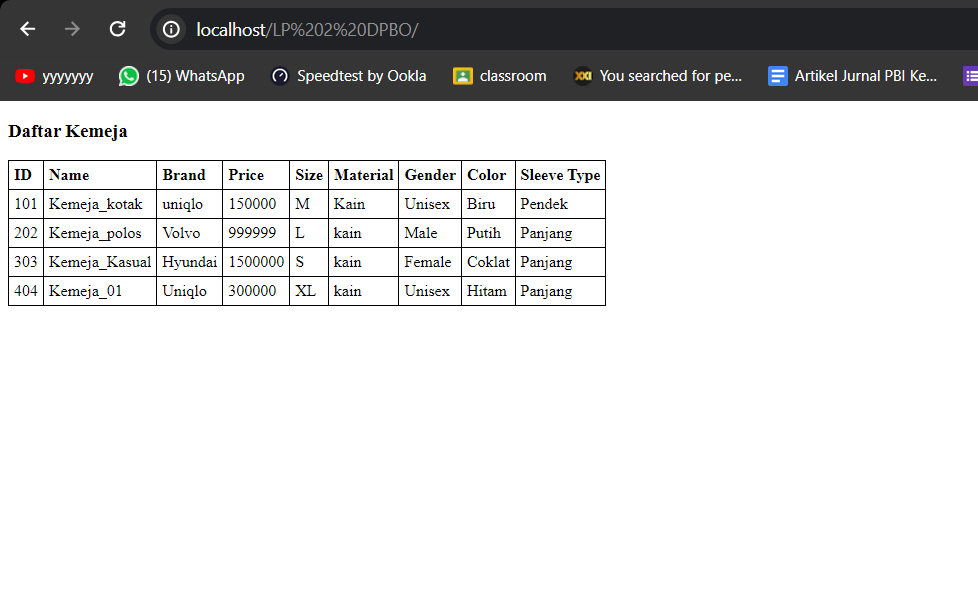 localhost/LP%202%20DPBO/
yyyyyyy (15) WhatsApp Speedtest by Ookla classroom You searched for pe... Artikel Jurnal PBI Ke...
Daftar Kemeja
ID Name Brand Price Size Material Gender Color Sleeve Type
101 Kemeja_kotak uniqlo 150000 M Kain Unisex Biru Pendek
202 Kemeja_polos Volvo 999999 L kain Male Putih Panjang
303 Kemeja_Kasual Hyundai 1500000 S kain Female Coklat Panjang
404 Kemeja_01 Uniqlo 300000 XL kain Unisex Hitam Panjang